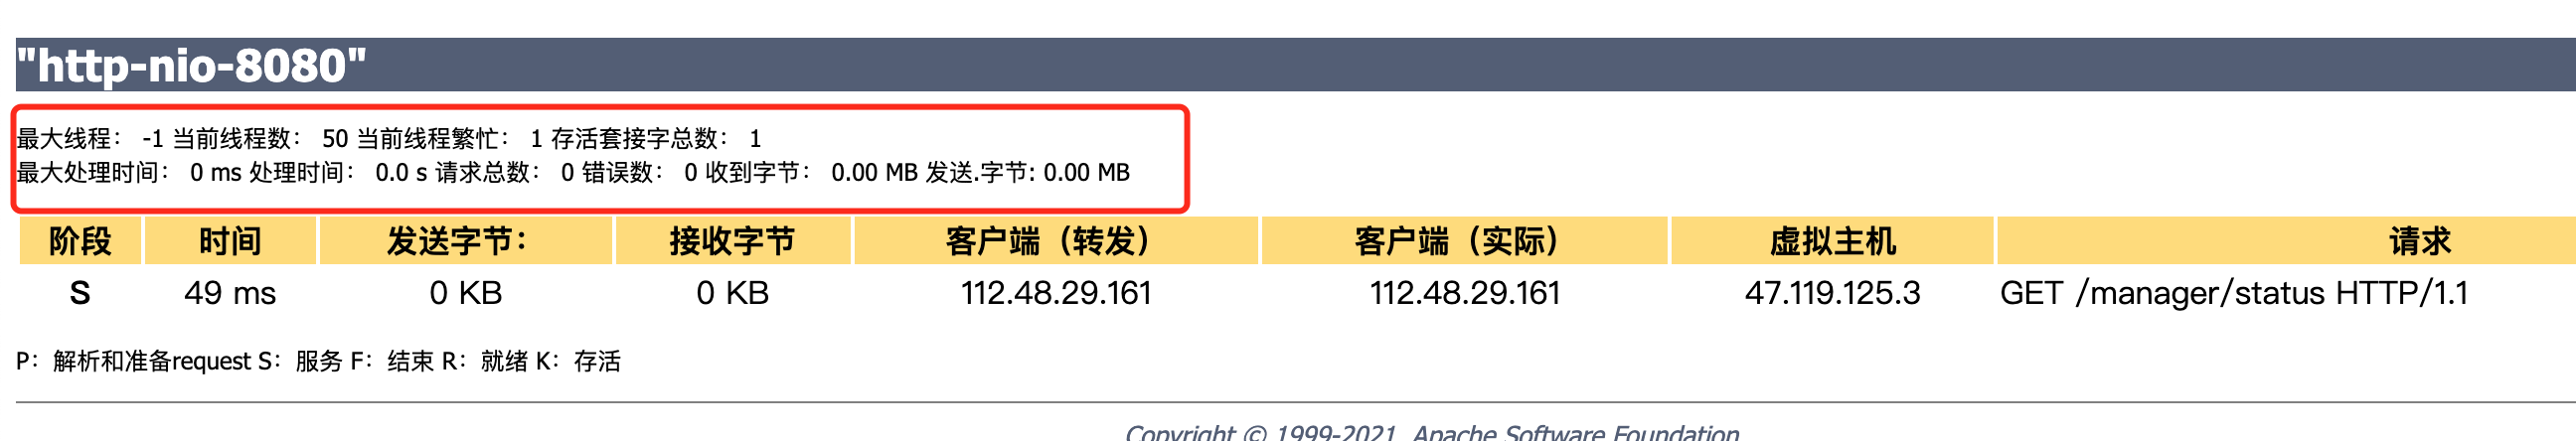 "http-nio-8080"
最大线程： -1 当前线程数： 50 当前线程繁忙： 1 存活套接字总数： 1
最大处理时间： 0 ms 处理时间： 0.0 s 请求总数： 0 错误数： 0 收到字节： 0.00 MB 发送.字节: 0.00 MB
阶段 时间 发送字节： 接收字节 客户端（转发） 客户端（实际） 虚拟主机 请求
S 49 ms 0 KB 0 KB 112.48.29.161 112.48.29.161 47.119.125.3 GET /manager/status HTTP/1.1
P：解析和准备request S：服务 F：结束 R：就绪 K：存活
Copyright © 1999-2021, Apache Software Foundation